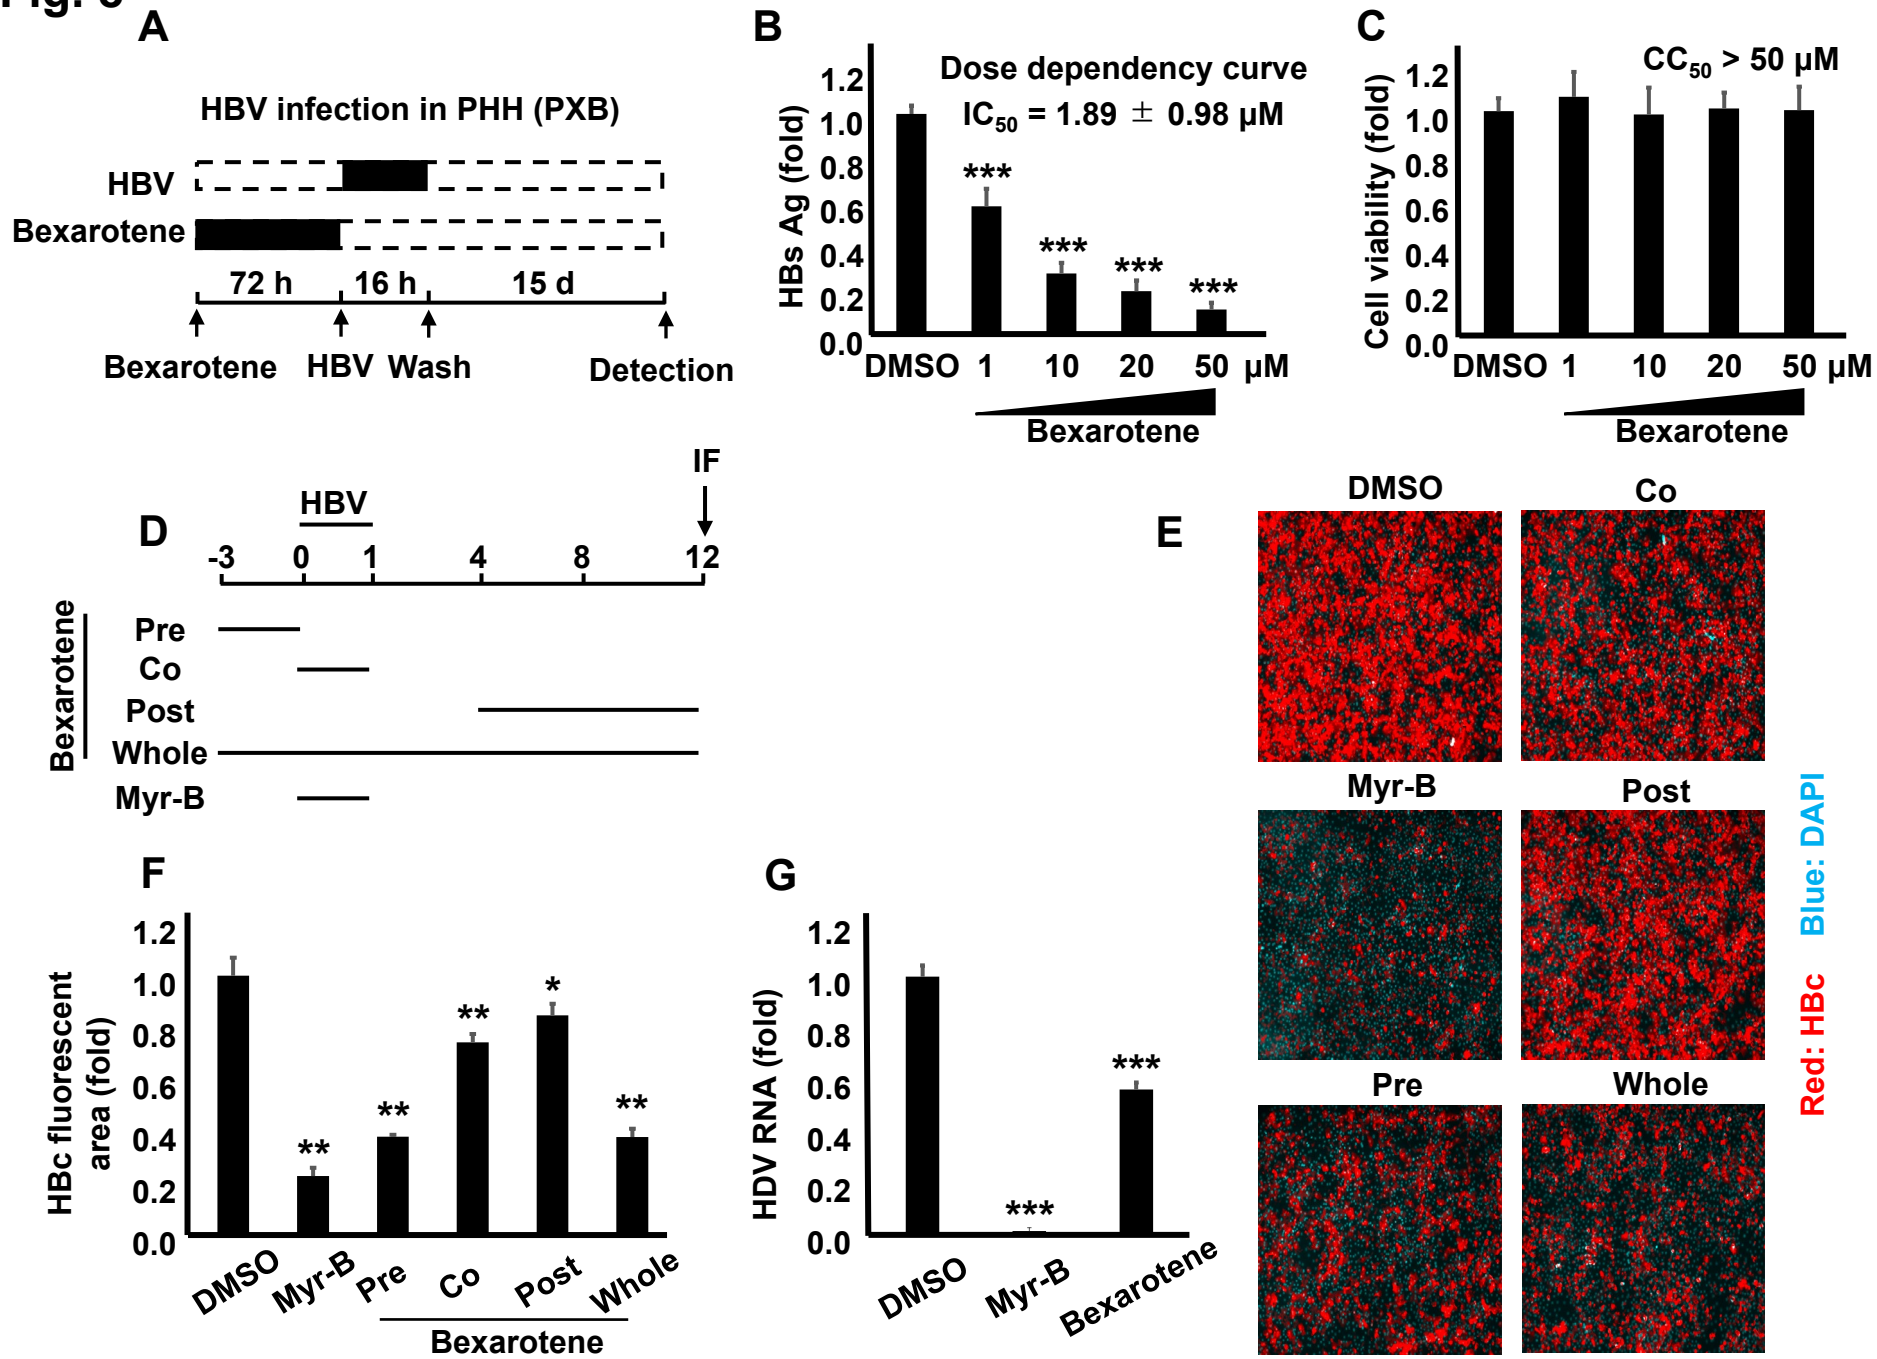 A
HBV infection in PHH (PXB)
HBV
Bexarotene
72 h 16 h 15 d
Bexarotene HBV Wash Detection
B
Dose dependency curve
IC50 = 1.89 ± 0.98 μM
HBs Ag (fold)
1.2
1.0
0.8
0.6
0.4
0.2
0.0
*** *** *** ***
DMSO 1 10 20 50 μM
Bexarotene
C
CC50 > 50 μM
Cell viability (fold)
1.2
1.0
0.8
0.6
0.4
0.2
0.0
DMSO 1 10 20 50 μM
Bexarotene
D
IF
HBV
-3 0 1 4 8 12
Bexarotene
Pre
Co
Post
Whole
Myr-B
E
DMSO Co
Myr-B Post
Pre Whole
Red: HBc Blue: DAPI
F
HBc fluorescent
area (fold)
1.2
1.0
0.8
0.6
0.4
0.2
0.0
** ** ** * **
DMSO Myr-B Pre Co Post Whole
Bexarotene
G
HDV RNA (fold)
1.2
1.0
0.8
0.6
0.4
0.2
0.0
*** ***
DMSO Myr-B Bexarotene